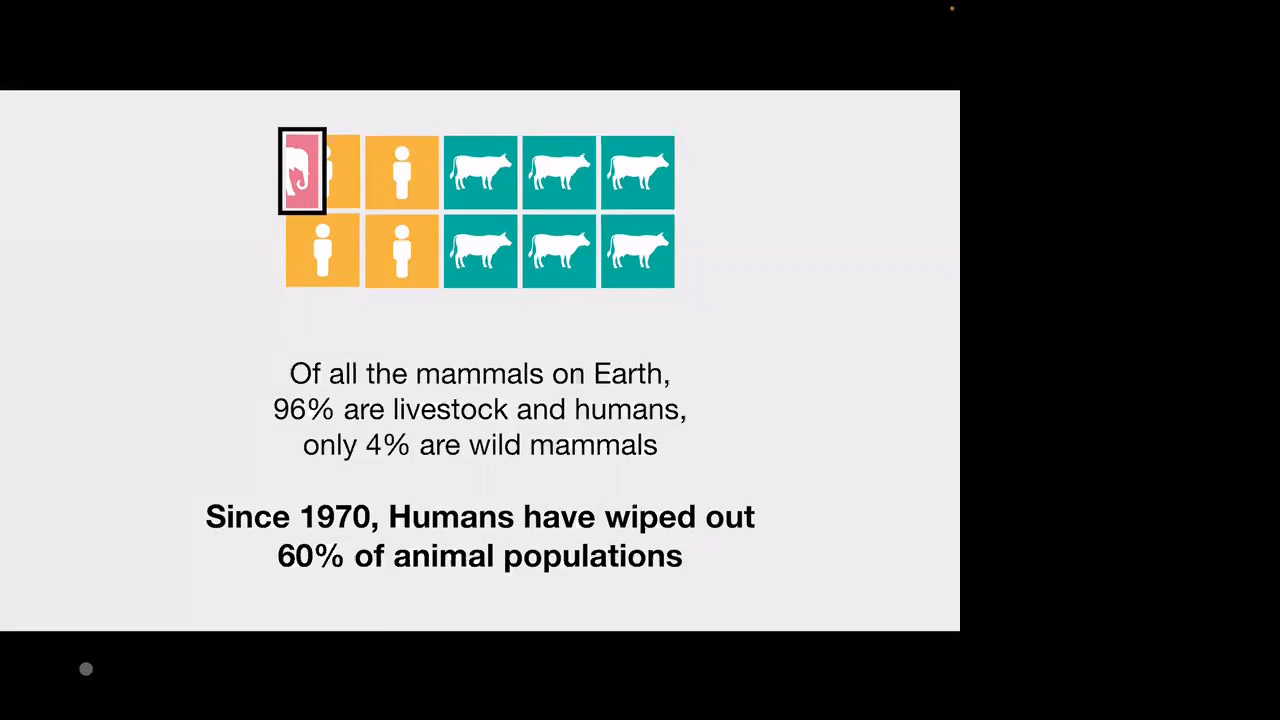 Of all the mammals on Earth,
96% are livestock and humans,
only 4% are wild mammals
Since 1970, Humans have wiped out
60% of animal populations